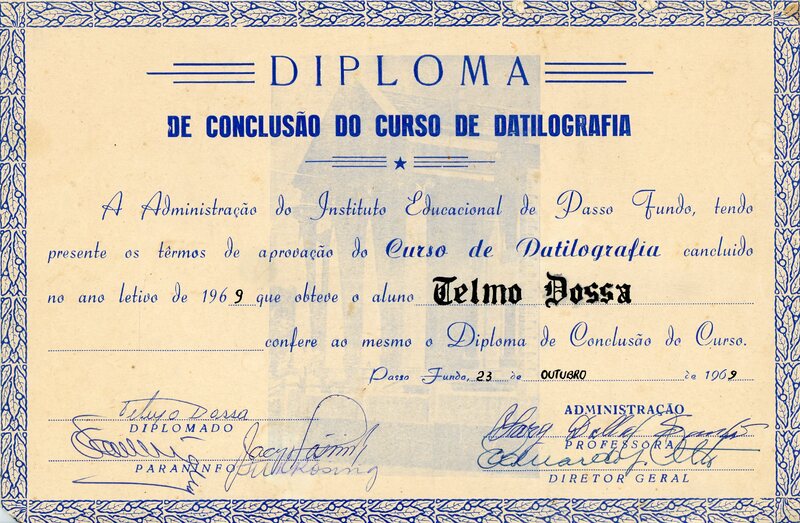 DIPLOMA
DE CONCLUSÃO DO CURSO DE DATILOGRAFIA
A Administração do Instituto Educacional de Passo Fundo, tendo
presente os têrmos de aprovação do Curso de Datilografia cancluido
no ano letivo de 1969 que obteve o aluno Telmo Dossa
confere ao mesmo o Diploma de Conclusão do Curso.
Passo Fundo, 23 de OUTUBRO de 1969
Telmo Dossa
DIPLOMADO
PARANINFO
ADMINISTRAÇÃO
PROFESSORA
DIRETOR GERAL